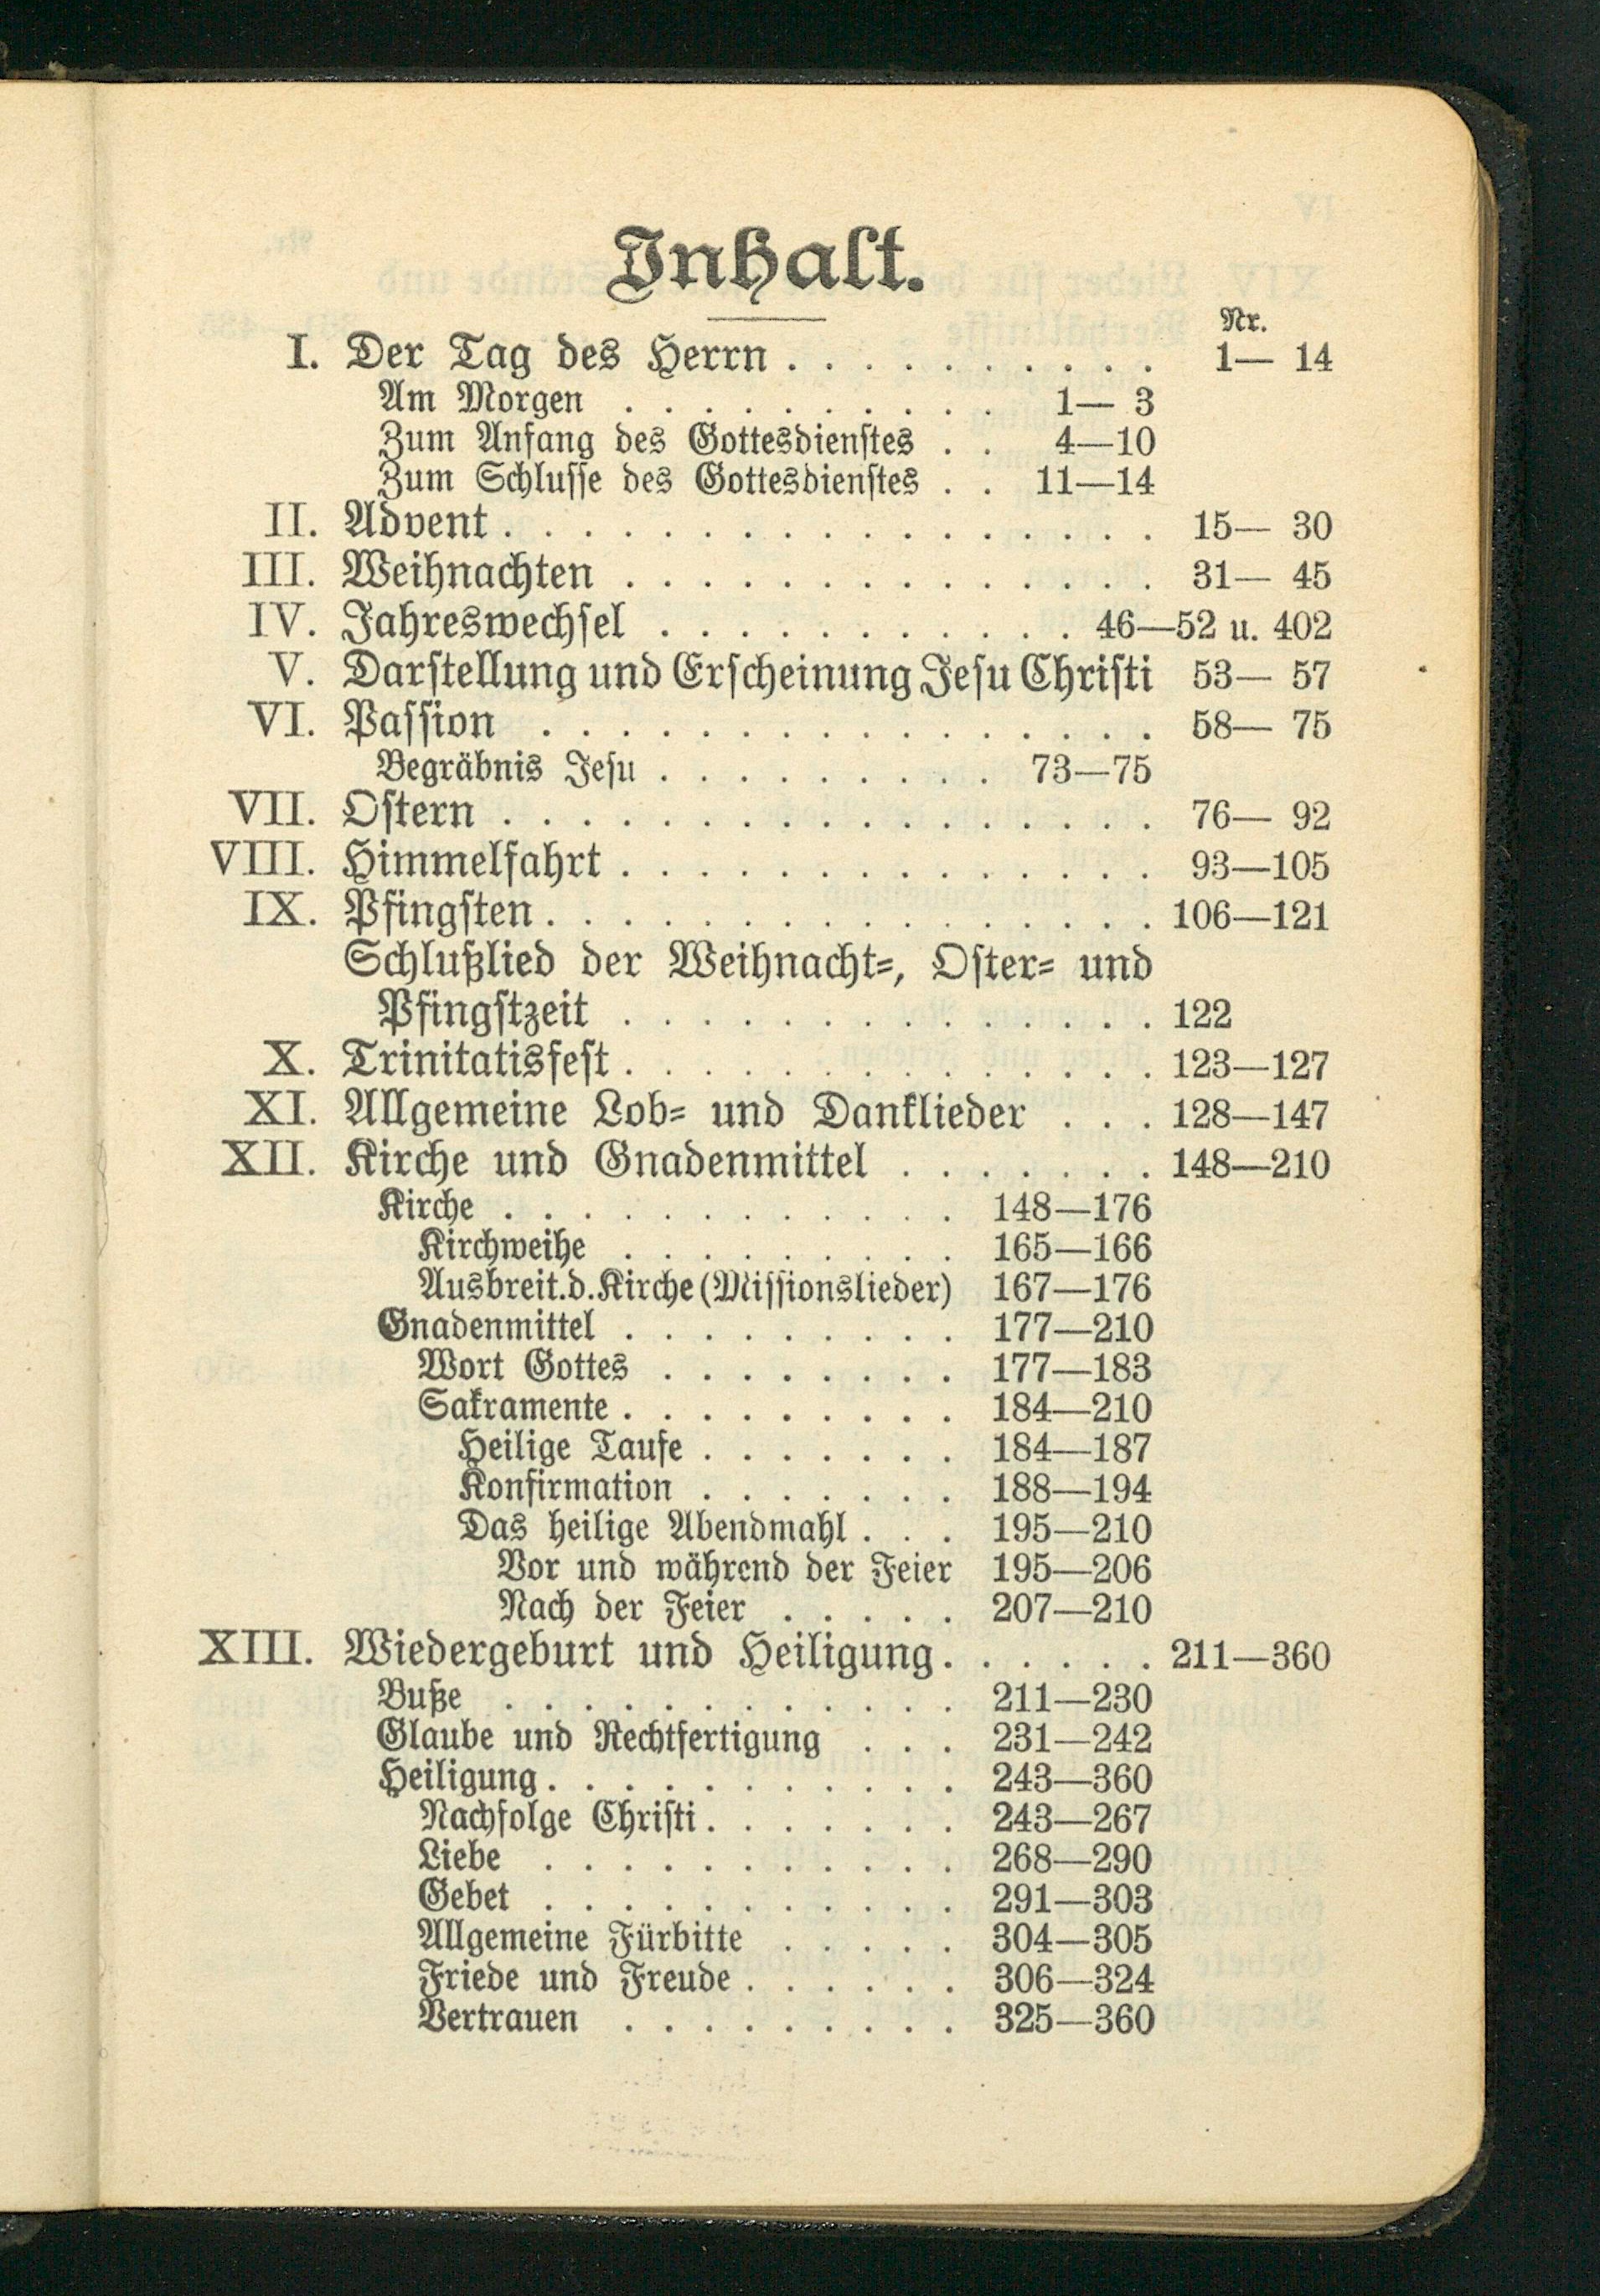 Inhalt.
Nr.
I. Der Tag des Herrn . . . . . . . . . . 1— 14
Am Morgen . . . . . . . . . . 1— 3
Zum Anfang des Gottesdienstes . . 4—10
Zum Schlusse des Gottesdienstes . . 11—14
II. Advent . . . . . . . . . . . . . . . . . 15— 30
III. Weihnachten . . . . . . . . . . . . . . 31— 45
IV. Jahreswechsel . . . . . . . . . . . 46—52 u. 402
V. Darstellung und Erscheinung Jesu Christi 53— 57
VI. Passion . . . . . . . . . . . . . . . . 58— 75
Begräbnis Jesu . . . . . . . . . 73—75
VII. Ostern . . . . . . . . . . . . . . . . . 76— 92
VIII. Himmelfahrt . . . . . . . . . . . . . . 93—105
IX. Pfingsten . . . . . . . . . . . . . . . . 106—121
Schlußlied der Weihnacht-, Oster- und
Pfingstzeit . . . . . . . . . . . . . . 122
X. Trinitatisfest . . . . . . . . . . . . . . 123—127
XI. Allgemeine Lob- und Danklieder . . . 128—147
XII. Kirche und Gnadenmittel . . . . . . . 148—210
Kirche . . . . . . . . . . . . 148—176
Kirchweihe . . . . . . . . . 165—166
Ausbreit. d. Kirche (Missionslieder) 167—176
Gnadenmittel . . . . . . . . . 177—210
Wort Gottes . . . . . . . . 177—183
Sakramente . . . . . . . . . 184—210
Heilige Taufe . . . . . . . 184—187
Konfirmation . . . . . . . 188—194
Das heilige Abendmahl . . . 195—210
Vor und während der Feier 195—206
Nach der Feier . . . . . 207—210
XIII. Wiedergeburt und Heiligung . . . . . . 211—360
Buße . . . . . . . . . . . . 211—230
Glaube und Rechtfertigung . . . 231—242
Heiligung . . . . . . . . . . . 243—360
Nachfolge Christi . . . . . . . 243—267
Liebe . . . . . . . . . . . 268—290
Gebet . . . . . . . . . . . 291—303
Allgemeine Fürbitte . . . . . 304—305
Friede und Freude . . . . . . 306—324
Vertrauen . . . . . . . . . 325—360